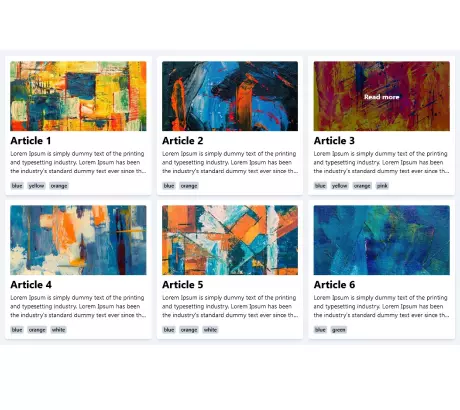 Read more
Article 1
Lorem Ipsum is simply dummy text of the printing
and typesetting industry. Lorem Ipsum has been
the industry's standard dummy text ever since th...
blue yellow orange
Article 2
Lorem Ipsum is simply dummy text of the printing
and typesetting industry. Lorem Ipsum has been
the industry's standard dummy text ever since th...
blue orange
Article 3
Lorem Ipsum is simply dummy text of the printing
and typesetting industry. Lorem Ipsum has been
the industry's standard dummy text ever since th...
blue yellow orange pink
Article 4
Lorem Ipsum is simply dummy text of the printing
and typesetting industry. Lorem Ipsum has been
the industry's standard dummy text ever since th...
blue orange white
Article 5
Lorem Ipsum is simply dummy text of the printing
and typesetting industry. Lorem Ipsum has been
the industry's standard dummy text ever since th...
blue orange white
Article 6
Lorem Ipsum is simply dummy text of the printing
and typesetting industry. Lorem Ipsum has been
the industry's standard dummy text ever since th...
blue green